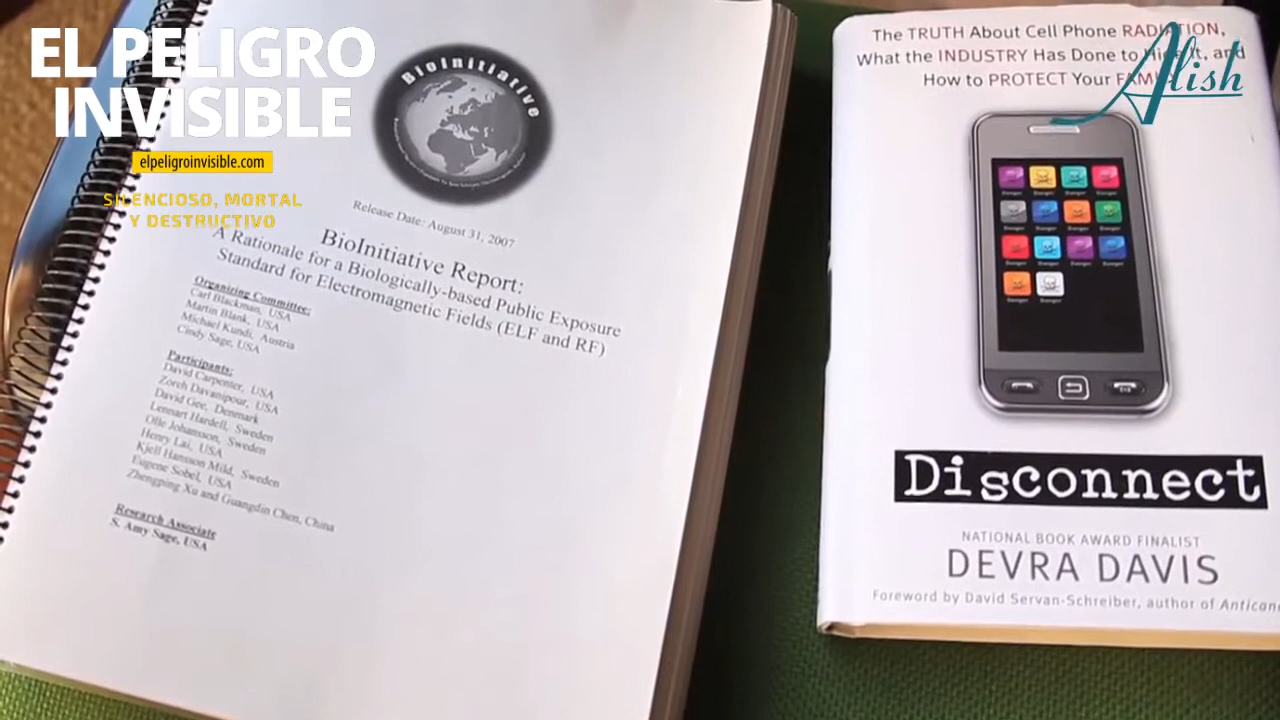 EL PELIGRO
INVISIBLE
elpeligroinvisible.com
SILENCIOSO, MORTAL
Y DESTRUCTIVO
BioInitiative
Release Date: August 31, 2007
BioInitiative Report:
A Rationale for a Biologically-based Public Exposure
Standard for Electromagnetic Fields (ELF and RF)
Organizing Committee:
Carl Blackman, USA
Martin Blank, USA
Michael Kundi, Austria
Cindy Sage, USA
Participants:
David Carpenter, USA
Zoreh Davanipour, USA
David Gee, Denmark
Lennart Hardell, Sweden
Olle Johansson, Sweden
Henry Lai, USA
Kjell Hansson Mild, Sweden
Eugene Sobel, USA
Zhengping Xu and Guangdin Chen, China
Research Associate
S. Amy Sage, USA
The TRUTH About Cell Phone RADIATION,
What the INDUSTRY Has Done to Hide It, and
How to PROTECT Your FAMILY
Alish
Disconnect
NATIONAL BOOK AWARD FINALIST
DEVRA DAVIS
Foreword by David Servan-Schreiber, author of Antican